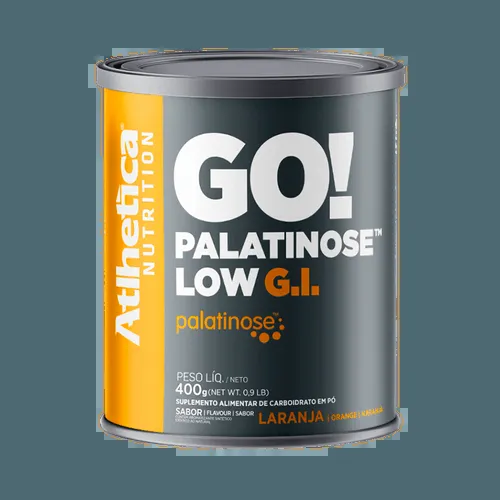 Atlhetica
NUTRITION
GO!
PALATINOSE™
LOW G.I.
palatinose™
PESO LÍQ. / NETO
400g (NET WT. 0,9 LB)
SUPLEMENTO ALIMENTAR DE CARBOIDRATO EM PÓ
SABOR | FLAVOUR | SABOR
LARANJA | ORANGE | NARANJA